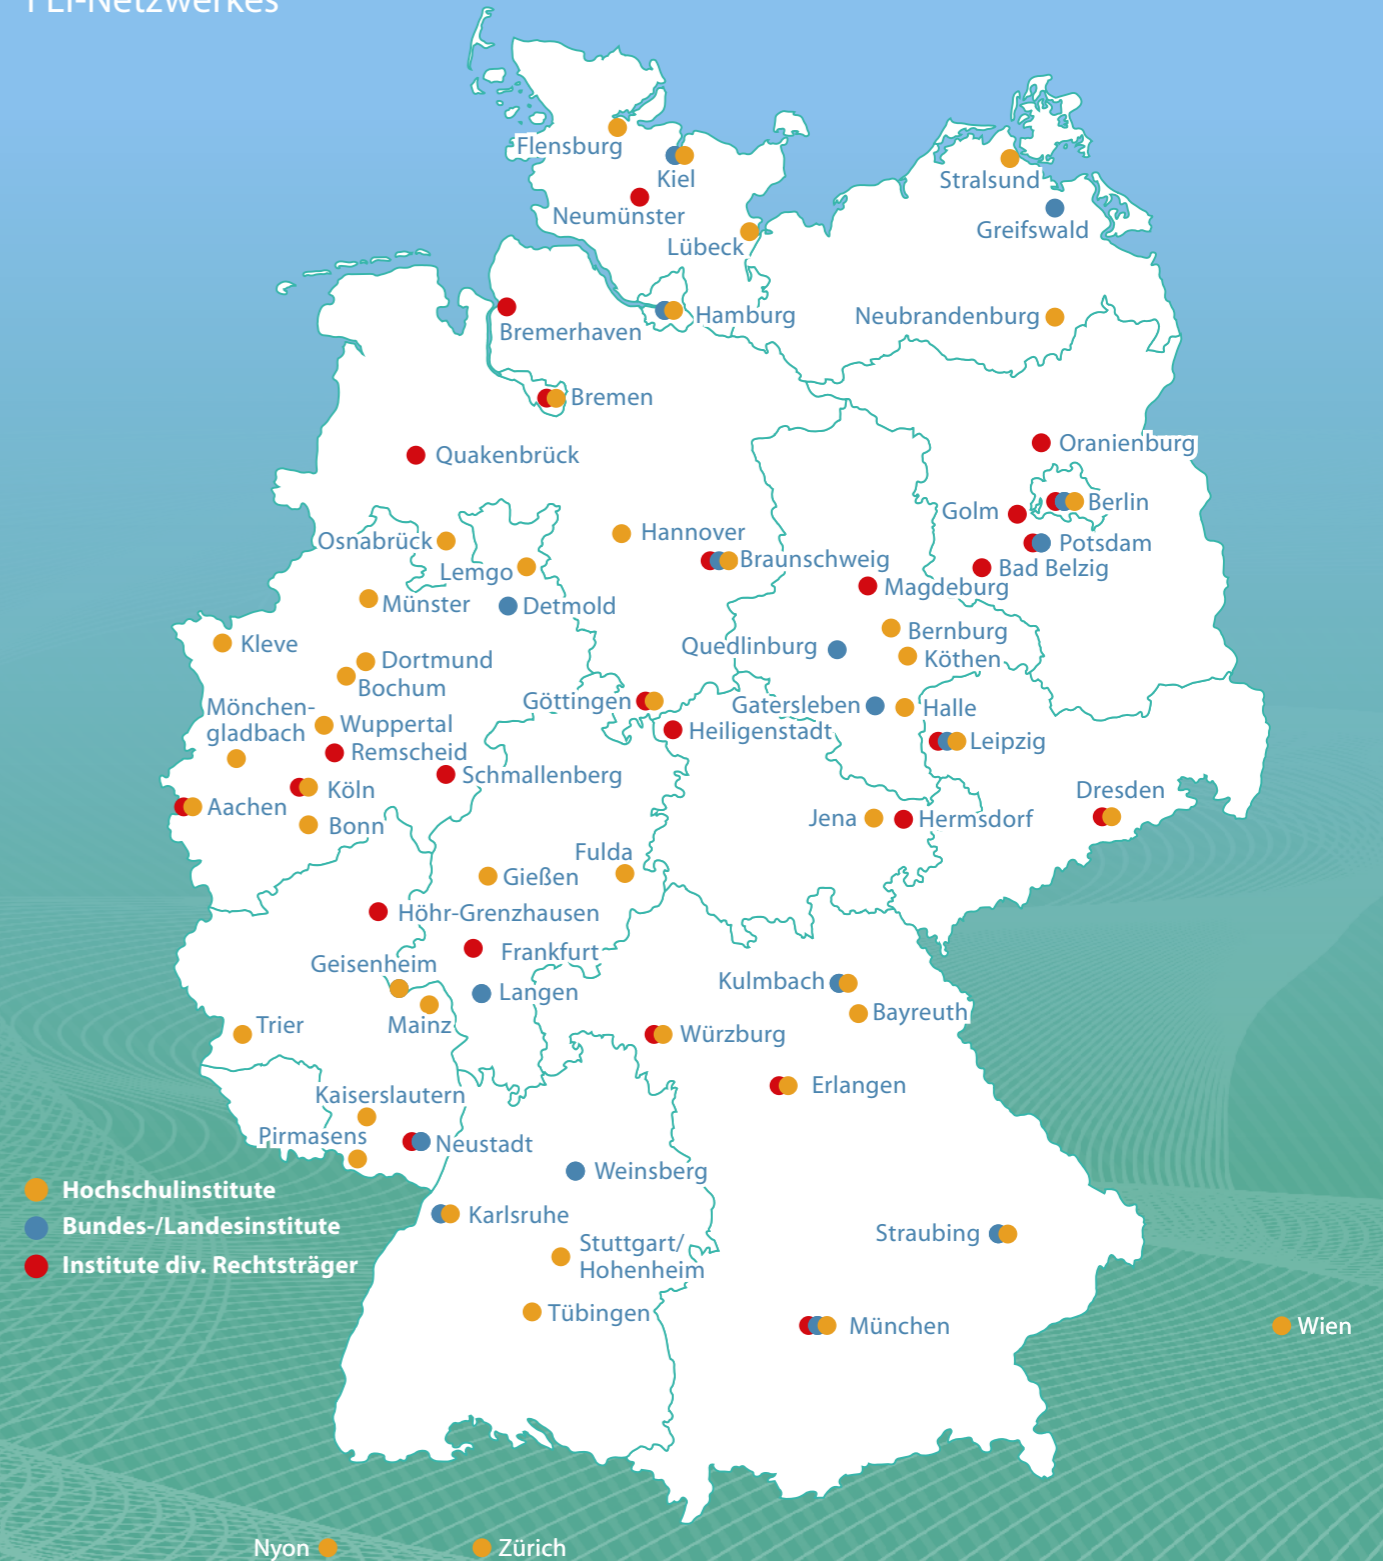 FEI-Netzwerkes
Flensburg
Kiel
Stralsund
Neumünster
Greifswald
Lübeck
Hamburg
Neubrandenburg
Bremerhaven
Bremen
Oranienburg
Quakenbrück
Berlin
Golm
Hannover
Osnabrück
Potsdam
Braunschweig
Bad Belzig
Lemgo
Magdeburg
Münster
Detmold
Bernburg
Kleve
Quedlinburg
Köthen
Dortmund
Bochum
Göttingen
Gatersleben
Mönchen-
gladbach
Halle
Wuppertal
Heiligenstadt
Leipzig
Remscheid
Schmallenberg
Köln
Dresden
Aachen
Jena
Hermsdorf
Bonn
Fulda
Gießen
Höhr-Grenzhausen
Frankfurt
Geisenheim
Kulmbach
Langen
Bayreuth
Trier
Mainz
Würzburg
Erlangen
Kaiserslautern
Pirmasens
Neustadt
Weinsberg
Hochschulinstitute
Bundes-/Landesinstitute
Institute div. Rechtsträger
Karlsruhe
Straubing
Stuttgart/
Hohenheim
Tübingen
München
Wien
Nyon
Zürich